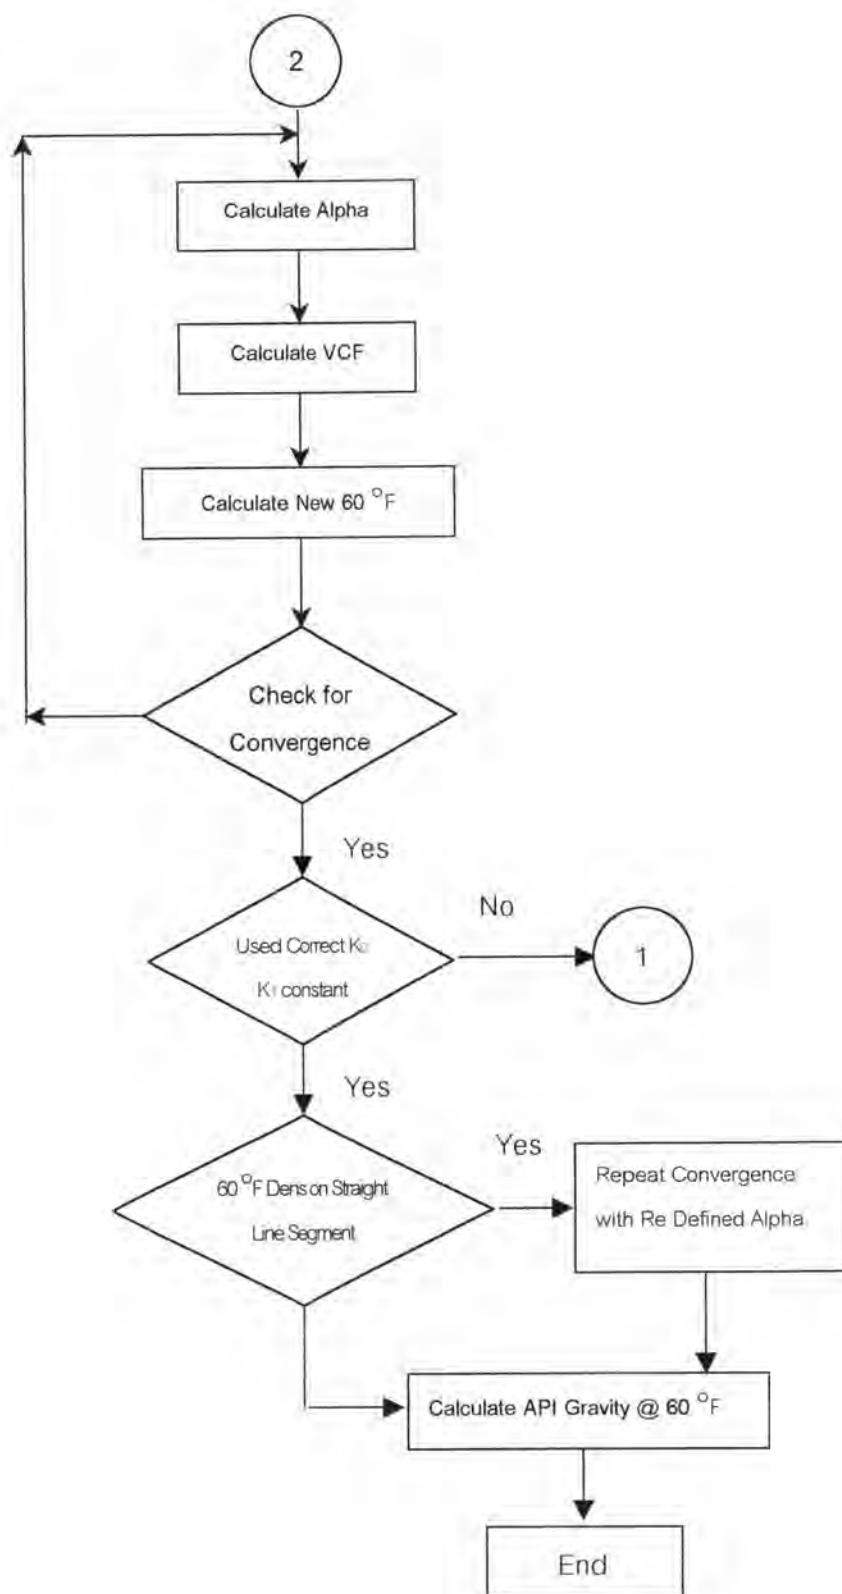 2
Calculate Alpha
Calculate VCF
Calculate New 60 °F
Check for
Convergence
Yes
Used Correct K₀
K₁ constant
No
1
Yes
60 °F Dens on Straight
Line Segment
Yes
Repeat Convergence
with Re Defined Alpha
Calculate API Gravity @ 60 °F
End